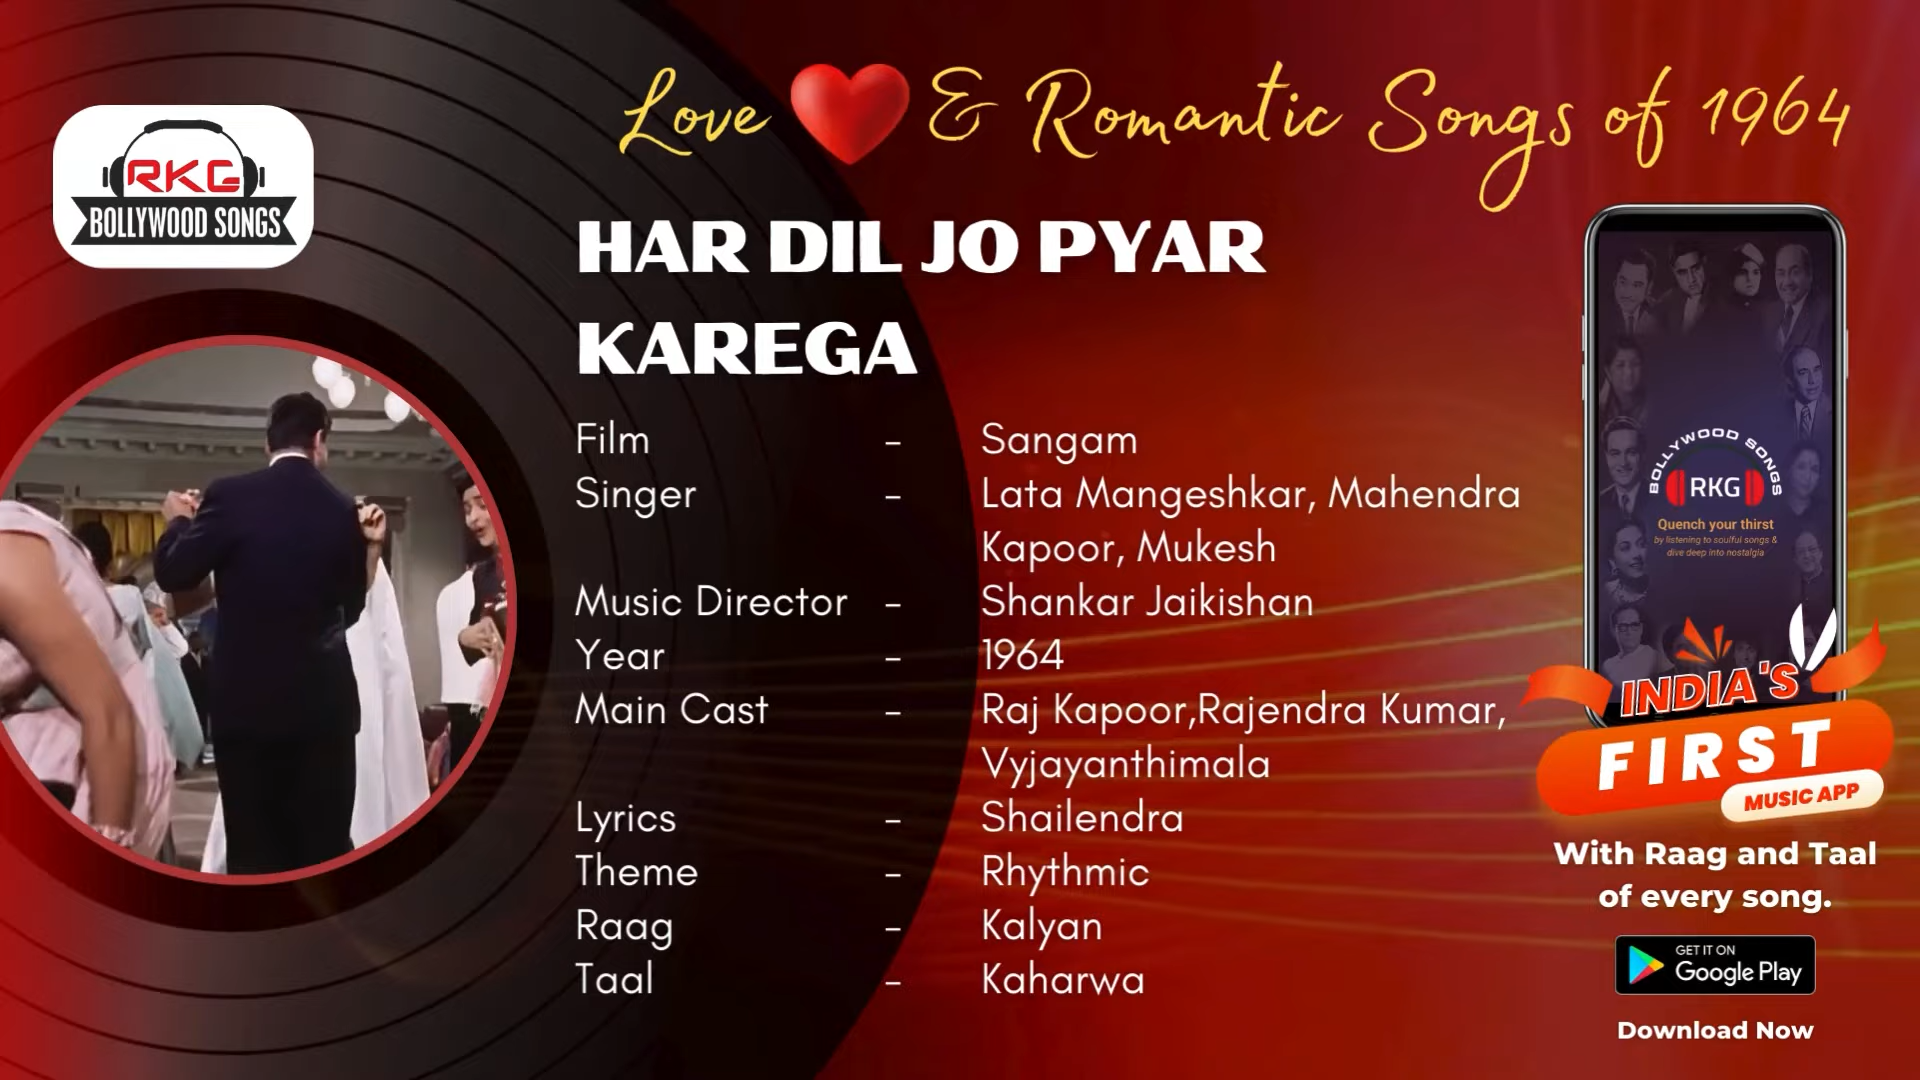 Love & Romantic Songs of 1964
RKG
BOLLYWOOD SONGS
HAR DIL JO PYAR
KAREGA
Film - Sangam
Singer - Lata Mangeshkar, Mahendra
Kapoor, Mukesh
Music Director - Shankar Jaikishan
Year - 1964
Main Cast - Raj Kapoor,Rajendra Kumar,
Vyjayanthimala
Lyrics - Shailendra
Theme - Rhythmic
Raag - Kalyan
Taal - Kaharwa
BOLLYWOOD SONGS
RKG
Quench your thirst
by listening to soulful songs &
dive deep into nostalgia
INDIA'S
FIRST
MUSIC APP
With Raag and Taal
of every song.
GET IT ON
Google Play
Download Now